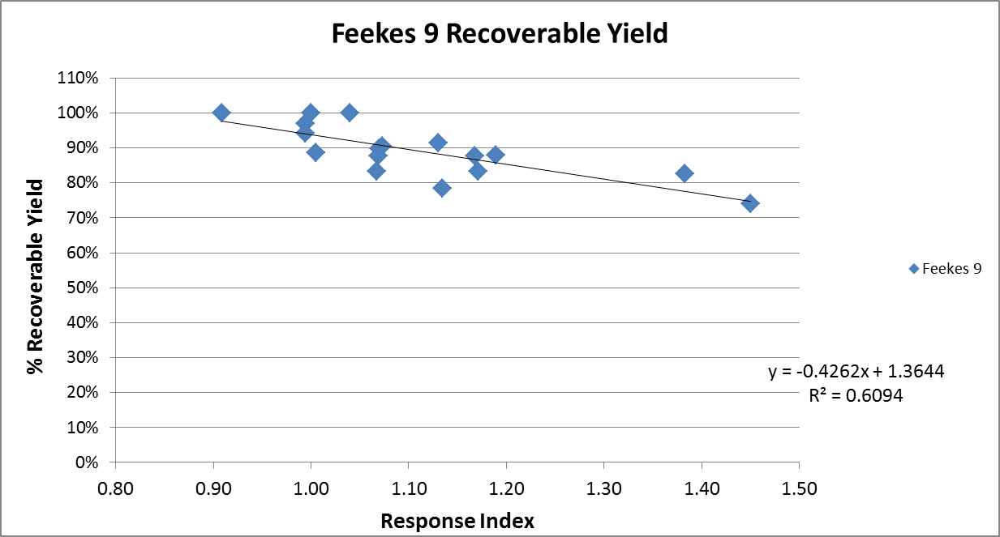 Feekes 9 Recoverable Yield
110%
100%
90%
80%
70%
60%
50%
40%
30%
20%
10%
0%
% Recoverable Yield
0.80 0.90 1.00 1.10 1.20 1.30 1.40 1.50
Response Index
Feekes 9
y = -0.4262x + 1.3644
R² = 0.6094